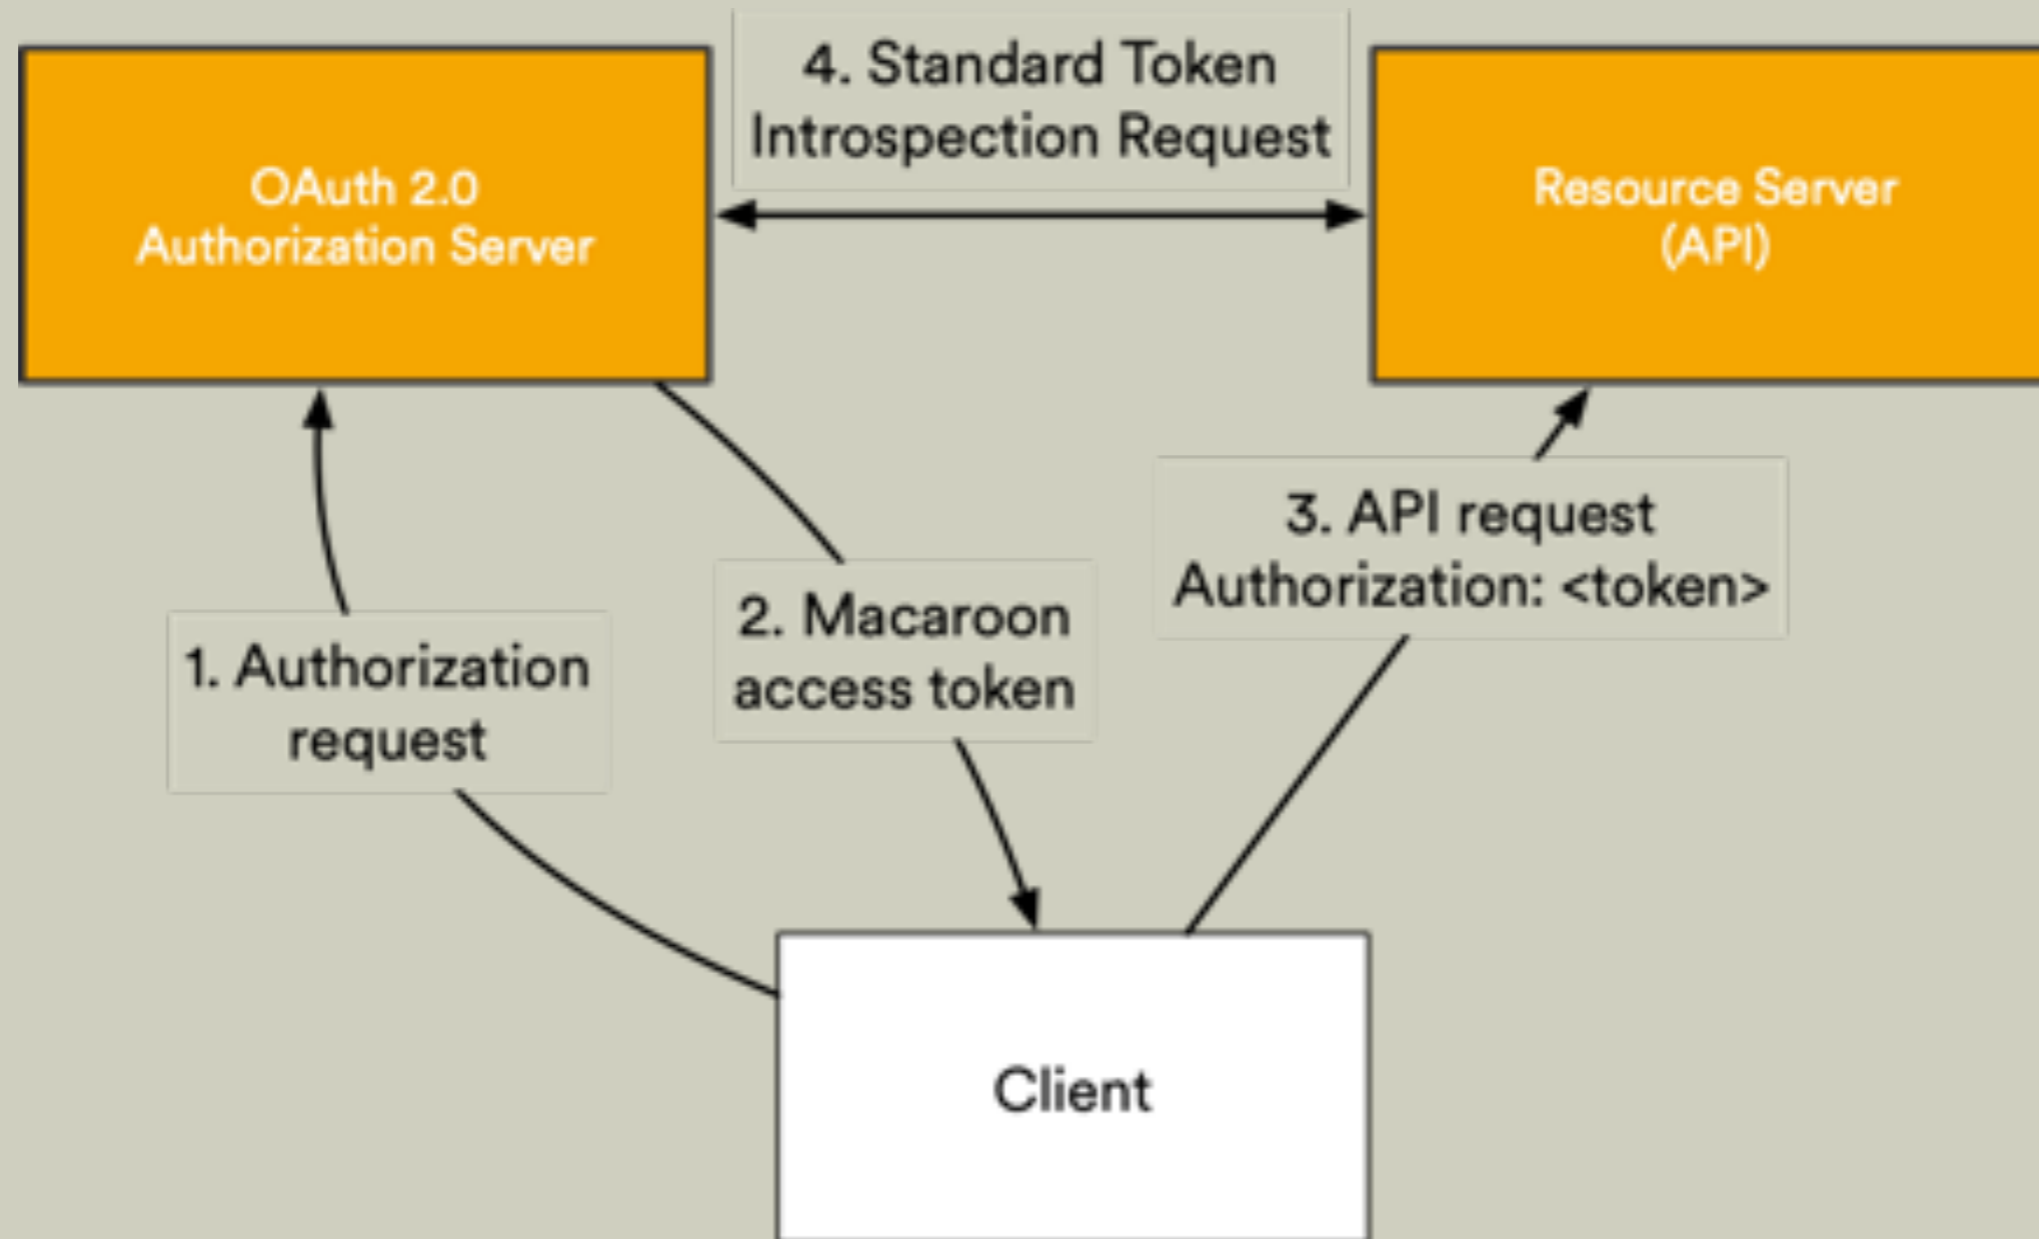 4. Standard Token
Introspection Request
OAuth 2.0
Authorization Server
Resource Server
(API)
3. API request
Authorization: <token>
2. Macaroon
access token
1. Authorization
request
Client